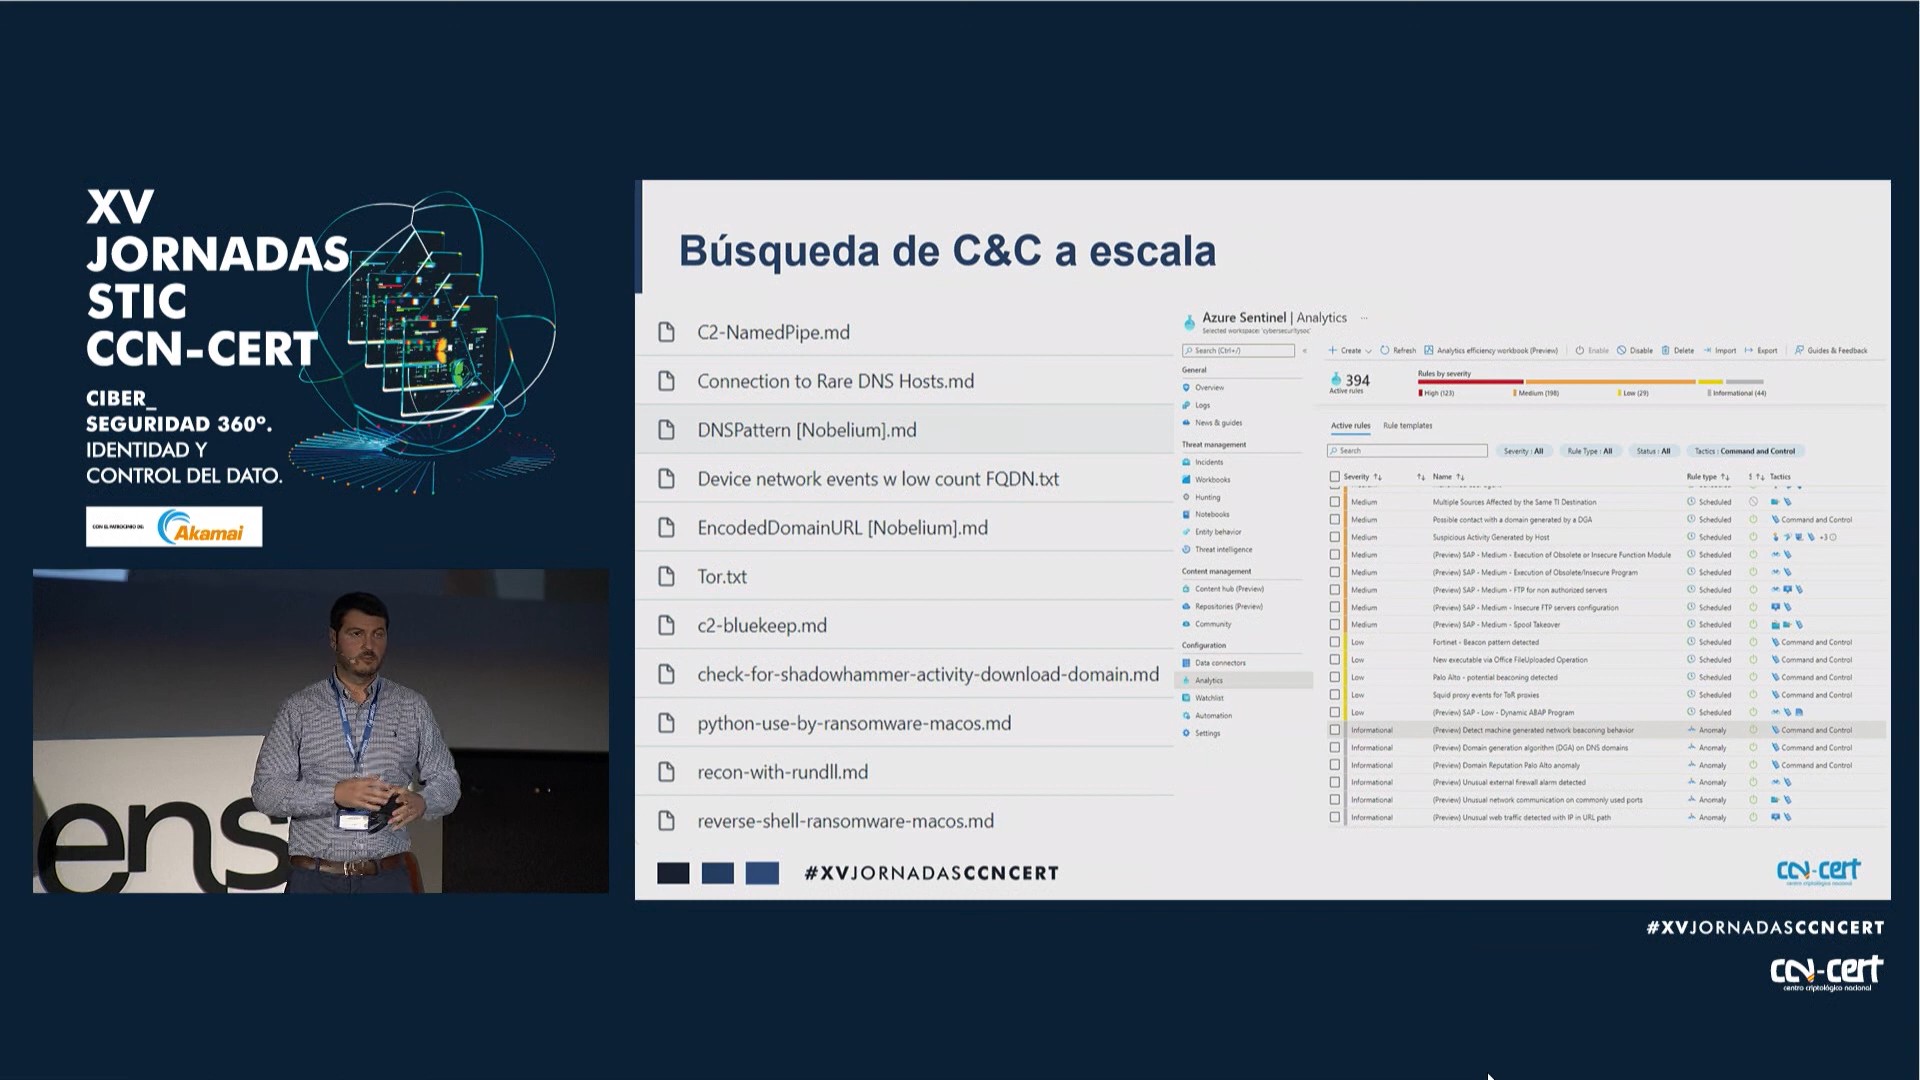 XV
JORNADAS
STIC
CCN-CERT
CIBER_
SEGURIDAD 360º.
IDENTIDAD Y
CONTROL DEL DATO.
CON EL PATROCINIO DE:
Akamai
ens
Búsqueda de C&C a escala
C2-NamedPipe.md
Connection to Rare DNS Hosts.md
DNSPattern [Nobelium].md
Device network events w low count FQDN.txt
EncodedDomainURL [Nobelium].md
Tor.txt
c2-bluekeep.md
check-for-shadowhammer-activity-download-domain.md
python-use-by-ransomware-macos.md
recon-with-rundll.md
reverse-shell-ransomware-macos.md
Azure Sentinel | Analytics ...
Selected workspace: 'cybersecuritysoc'
Search (Ctrl+/) «
General
Overview
Logs
News & guides
Threat management
Incidents
Workbooks
Hunting
Notebooks
Entity behavior
Threat intelligence
Content management
Content hub (Preview)
Repositories (Preview)
Community
Configuration
Data connectors
Analytics
Watchlist
Automation
Settings
Create Refresh Analytics efficiency workbook (Preview) Enable Disable Delete Import Export Guides & Feedback
394
Active rules
Rules by severity
High (123) Medium (198) Low (29) Informational (44)
Active rules Rule templates
Search Severity : All Rule Type : All Status : All Tactics : Command and Control
Severity Name Rule type Tactics
Medium Multiple Sources Affected by the Same TI Destination Scheduled
Medium Possible contact with a domain generated by a DGA Scheduled Command and Control
Medium Suspicious Activity Generated by Host Scheduled +3
Medium (Preview) SAP - Medium - Execution of Obsolete or Insecure Function Module Scheduled
Medium (Preview) SAP - Medium - Execution of Obsolete/Insecure Program Scheduled
Medium (Preview) SAP - Medium - FTP for non authorized servers Scheduled
Medium (Preview) SAP - Medium - Insecure FTP servers configuration Scheduled
Medium (Preview) SAP - Medium - Spool Takeover Scheduled
Low Fortinet - Beacon pattern detected Scheduled Command and Control
Low New executable via Office FileUploaded Operation Scheduled Command and Control
Low Palo Alto - potential beaconing detected Scheduled Command and Control
Low Squid proxy events for ToR proxies Scheduled Command and Control
Low (Preview) SAP - Low - Dynamic ABAP Program Scheduled
Informational (Preview) Detect machine generated network beaconing behavior Anomaly Command and Control
Informational (Preview) Domain generation algorithm (DGA) on DNS domains Anomaly Command and Control
Informational (Preview) Domain Reputation Palo Alto anomaly Anomaly Command and Control
Informational (Preview) Unusual external firewall alarm detected Anomaly
Informational (Preview) Unusual network communication on commonly used ports Anomaly
Informational (Preview) Unusual web traffic detected with IP in URL path Anomaly
#XVJORNADASCCNCERT
ccn-cert
centro criptológico nacional
#XVJORNADASCCNCERT
ccn-cert
centro criptológico nacional